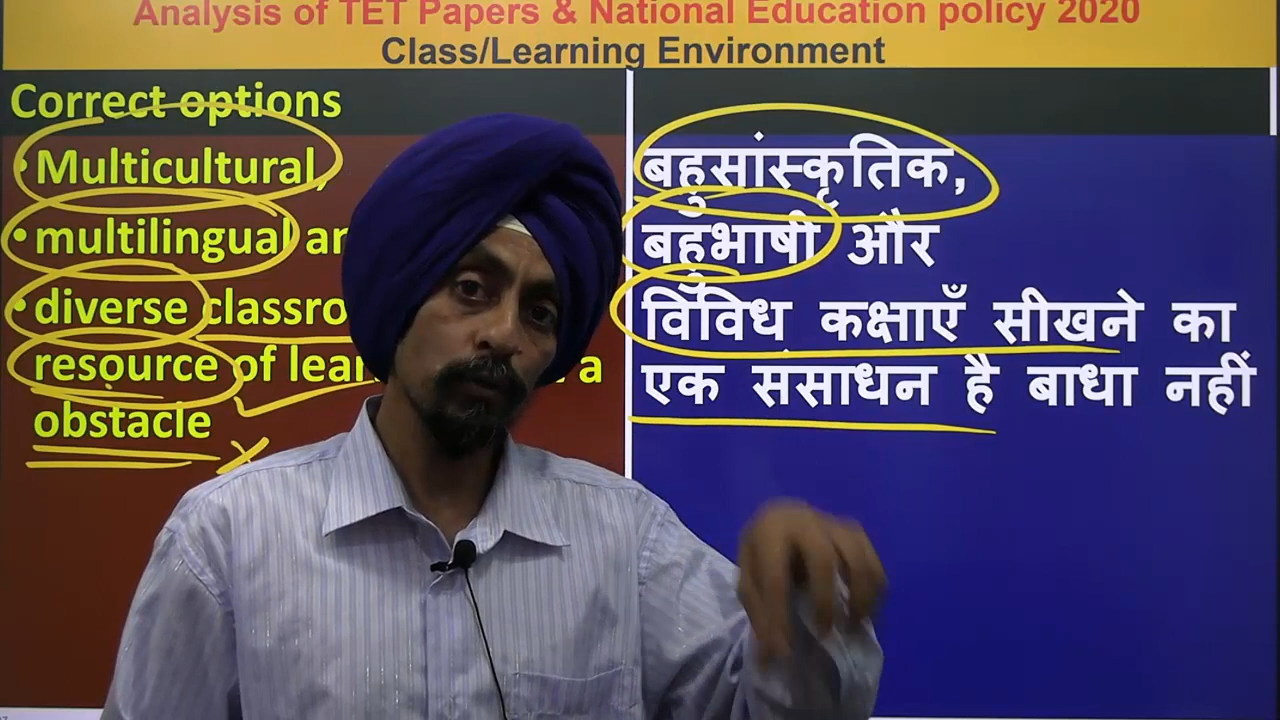 Analysis of TET Papers & National Education policy 2020
Class/Learning Environment
Correct options
• Multicultural,
• multilingual
• diverse
resource of a
obstacle
बहुसांस्कृतिक,
बहुभाषी और
विविध कक्षाएँ सीखने का
एक संसाधन है बाधा नहीं